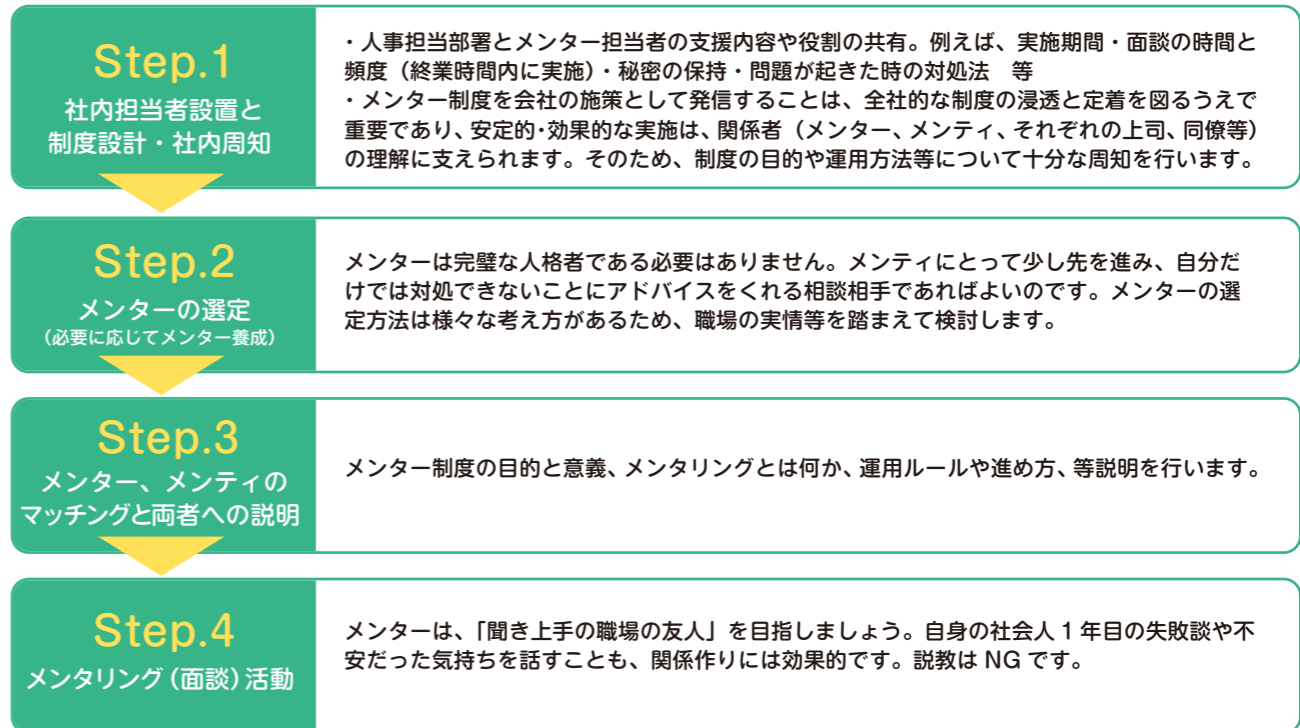 Step.1
社内担当者設置と
制度設計・社内周知
・人事担当部署とメンター担当者の支援内容や役割の共有。例えば、実施期間・面談の時間と
頻度（終業時間内に実施）・秘密の保持・問題が起きた時の対処法　等
・メンター制度を会社の施策として発信することは、全社的な制度の浸透と定着を図るうえで
重要であり、安定的・効果的な実施は、関係者（メンター、メンティ、それぞれの上司、同僚等）
の理解に支えられます。そのため、制度の目的や運用方法等について十分な周知を行います。
Step.2
メンターの選定
（必要に応じてメンター養成）
メンターは完璧な人格者である必要はありません。メンティにとって少し先を進み、自分だ
けでは対処できないことにアドバイスをくれる相談相手であればよいのです。メンターの選
定方法は様々な考え方があるため、職場の実情等を踏まえて検討します。
Step.3
メンター、メンティの
マッチングと両者への説明
メンター制度の目的と意義、メンタリングとは何か、運用ルールや進め方、等説明を行います。
Step.4
メンタリング（面談）活動
メンターは、「聞き上手の職場の友人」を目指しましょう。自身の社会人 1 年目の失敗談や不
安だった気持ちを話すことも、関係作りには効果的です。説教は NG です。